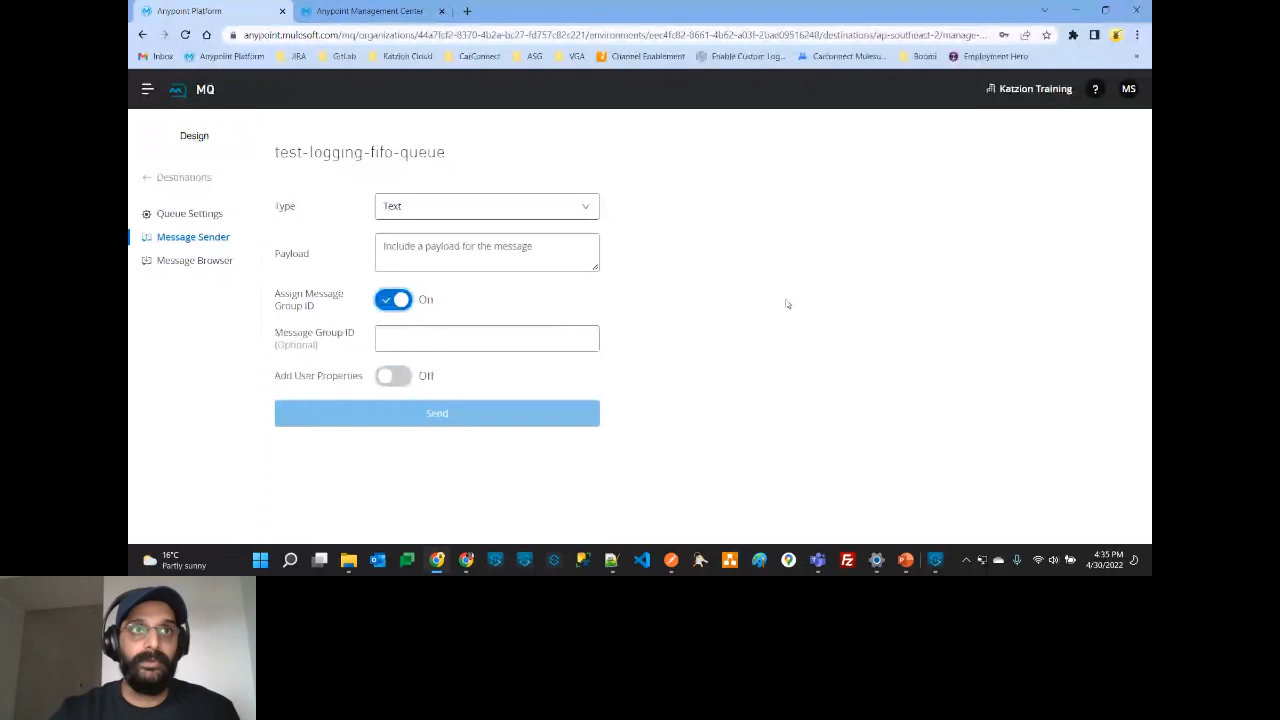 Anypoint Platform
Anypoint Management Center
anypoint.mulesoft.com/mq/organizations/44a7fcf2-8370-4b2a-bc27-fd757c82c221/environments/eec4fc82-8661-4b62-a03f-2bae09516248/destinations/ap-southeast-2/manage-...
Inbox
Anypoint Platform
JIRA
GitLab
Katzion Cloud
CarConnect
ASG
VGA
Channel Enablement
Enable Custom Log...
Carconnect Mulesu...
Boomi
Employment Hero
»
MQ
Katzion Training
?
MS
Design
test-logging-fifo-queue
← Destinations
Type
Text
Queue Settings
Message Sender
Payload
Include a payload for the message
Message Browser
Assign Message
Group ID
On
Message Group ID
(Optional)
Add User Properties
Off
Send
16°C
Partly sunny
4:35 PM
4/30/2022